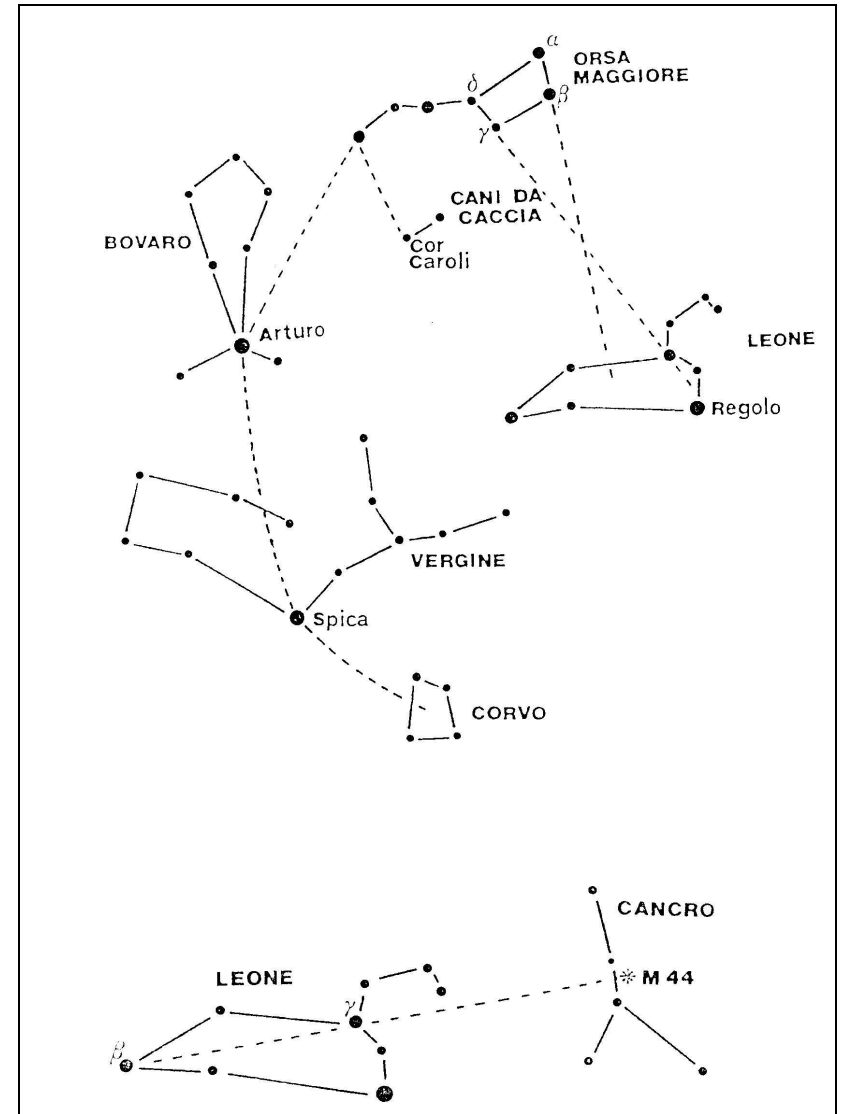 α
ORSA
MAGGIORE
δ
β
γ
CANI DA
CACCIA
BOVARO
Cor
Caroli
Arturo
LEONE
Regolo
VERGINE
Spica
CORVO
CANCRO
LEONE
M 44
γ
β